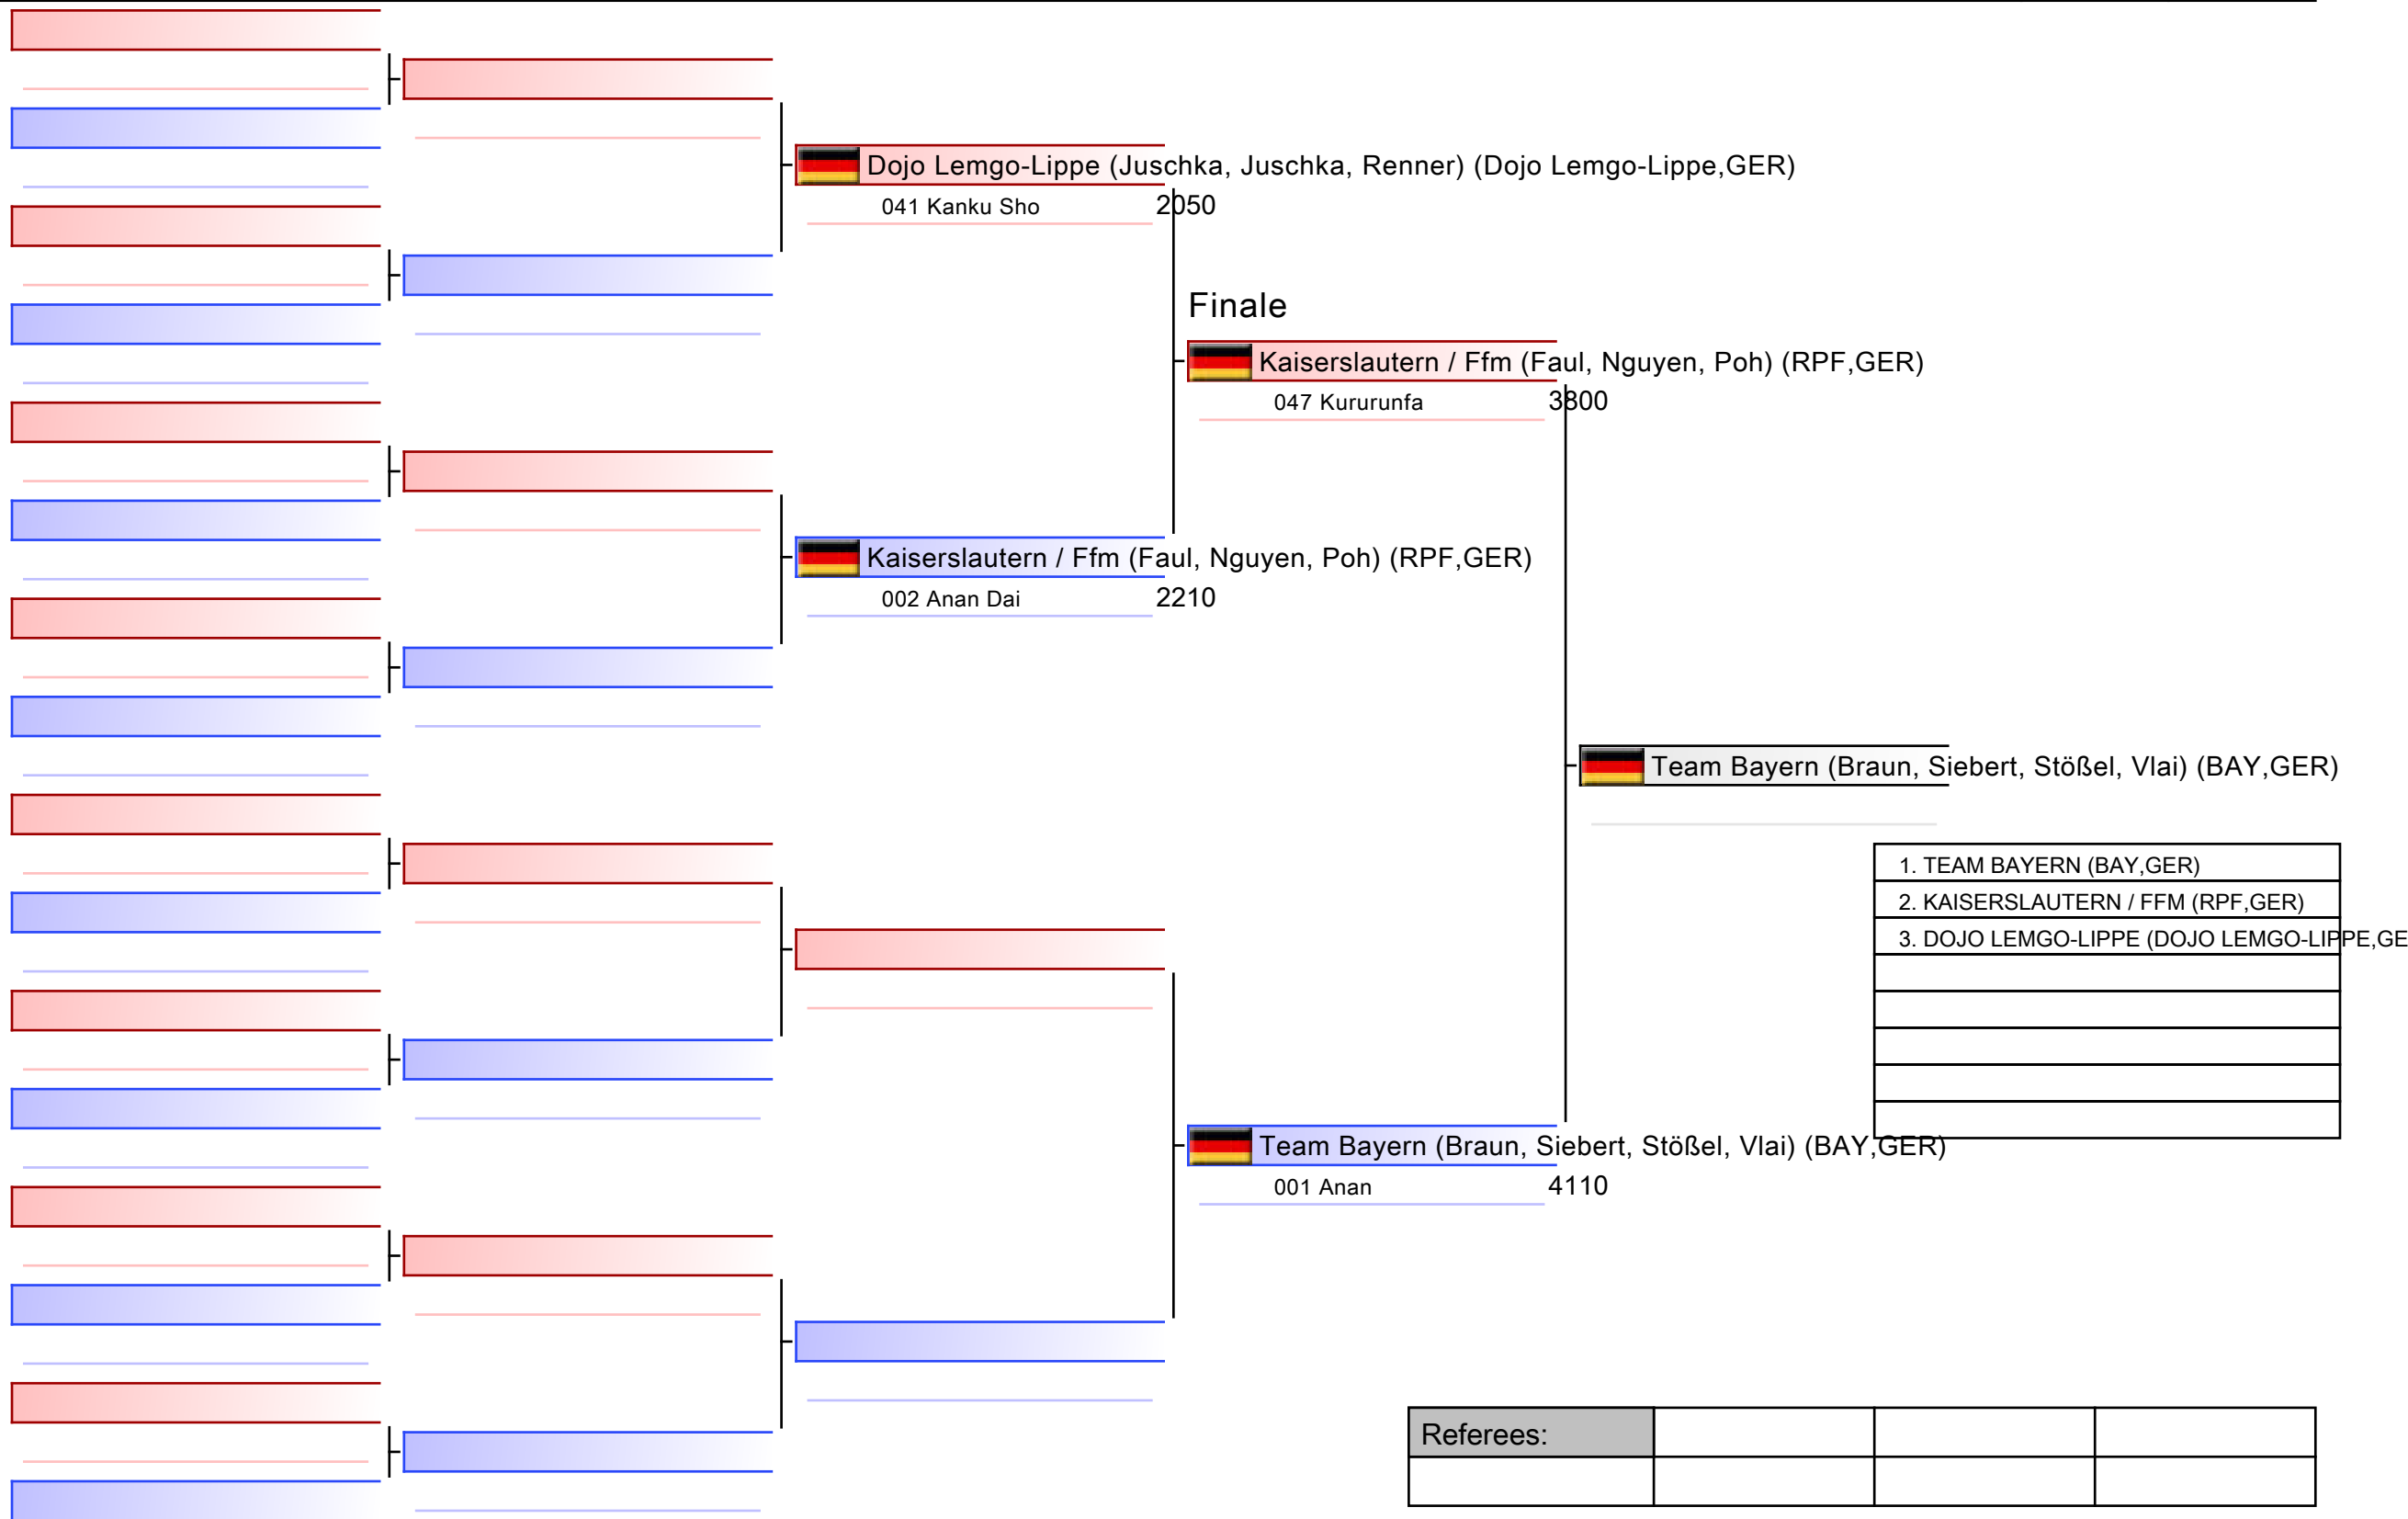 Dojo Lemgo-Lippe (Juschka, Juschka, Renner) (Dojo Lemgo-Lippe,GER)
041 Kanku Sho 2050
Finale
Kaiserslautern / Ffm (Faul, Nguyen, Poh) (RPF,GER)
047 Kururunfa 3800
Kaiserslautern / Ffm (Faul, Nguyen, Poh) (RPF,GER)
002 Anan Dai 2210
Team Bayern (Braun, Siebert, Stößel, Vlai) (BAY,GER)
1. TEAM BAYERN (BAY,GER)
2. KAISERSLAUTERN / FFM (RPF,GER)
3. DOJO LEMGO-LIPPE (DOJO LEMGO-LIPPE,GE
Team Bayern (Braun, Siebert, Stößel, Vlai) (BAY,GER)
001 Anan 4110
Referees: